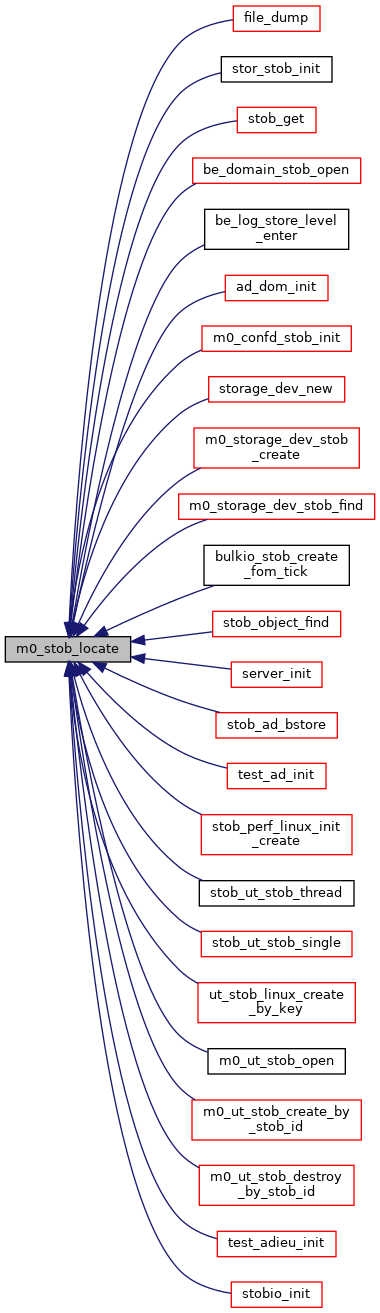 file_dump
stor_stob_init
stob_get
be_domain_stob_open
be_log_store_level
_enter
ad_dom_init
m0_confd_stob_init
storage_dev_new
m0_storage_dev_stob
_create
m0_storage_dev_stob_find
bulkio_stob_create
_fom_tick
stob_object_find
m0_stob_locate
server_init
stob_ad_bstore
test_ad_init
stob_perf_linux_init
_create
stob_ut_stob_thread
stob_ut_stob_single
ut_stob_linux_create
_by_key
m0_ut_stob_open
m0_ut_stob_create_by
_stob_id
m0_ut_stob_destroy
_by_stob_id
test_adieu_init
stobio_init